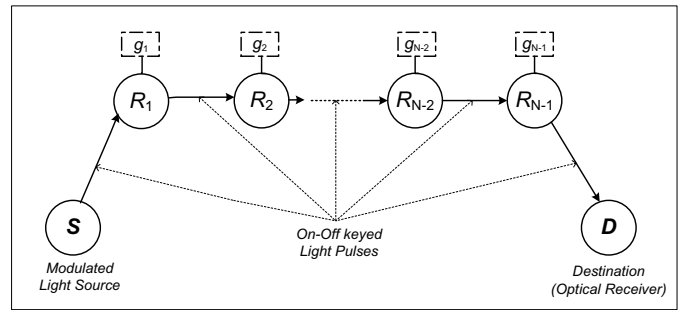 g1 g2 gN-2 gN-1
R1 R2 RN-2 RN-1
S D
On-Off keyed
Light Pulses
Modulated
Light Source
Destination
(Optical Receiver)